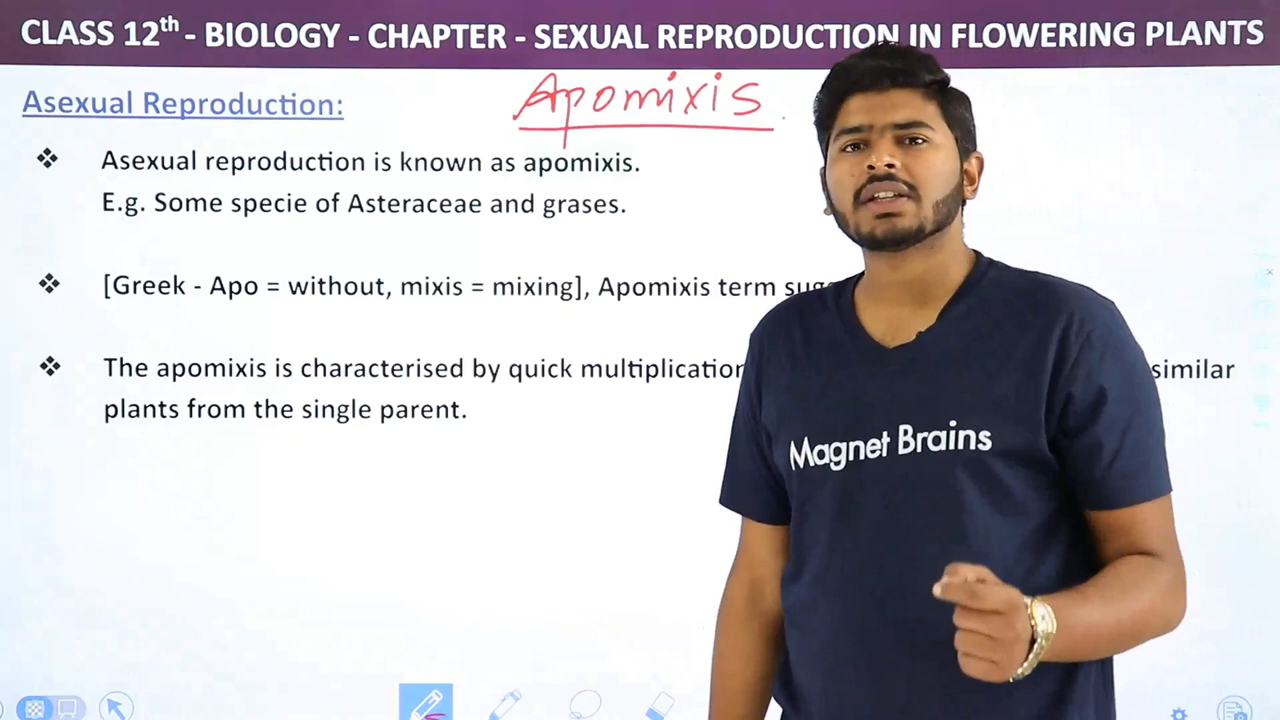 CLASS 12th - BIOLOGY - CHAPTER - SEXUAL REPRODUCTION IN FLOWERING PLANTS
Asexual Reproduction:
Apomixis
❖ Asexual reproduction is known as apomixis.
E.g. Some specie of Asteraceae and grases.
❖ [Greek - Apo = without, mixis = mixing], Apomixis term
❖ The apomixis is characterised by quick multiplication similar
plants from the single parent.
Magnet Brains